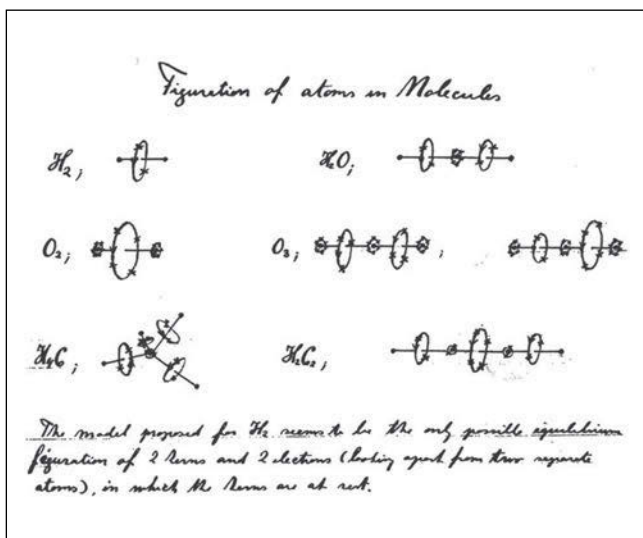 Figuration of atoms in Molecules
H₂; H₂O;
O₂; O₃; ,
H₄C; H₂C₂;
The model proposed for H₂ seems to be the only possible equilibrium
figuration of 2 kerns and 2 electrons (looking apart from two separate
atoms), in which the kerns are at rest.